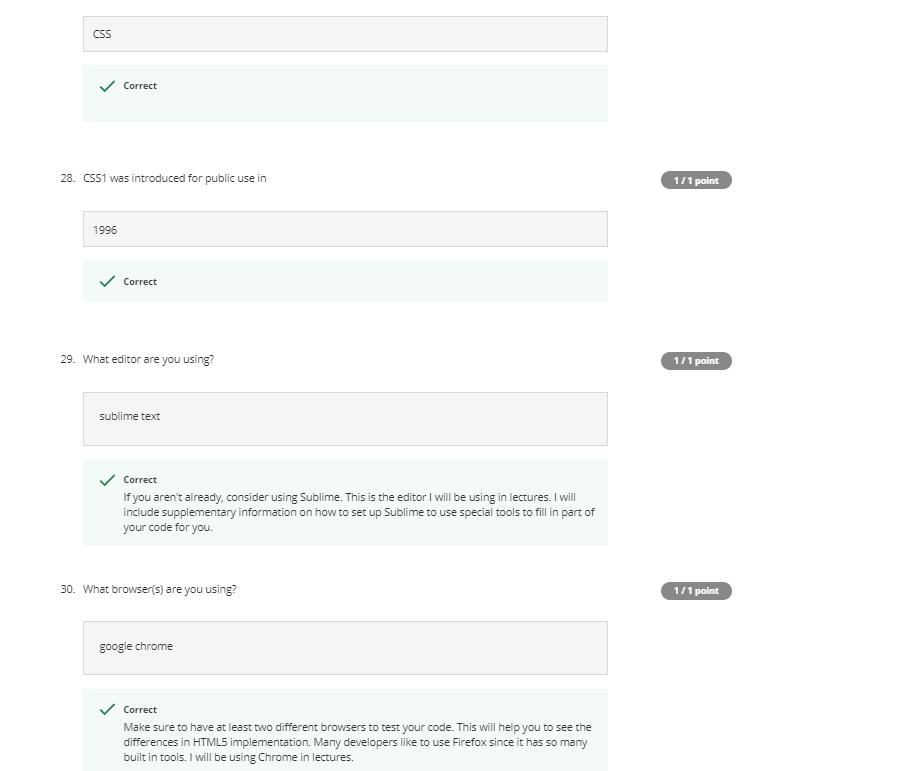 CSS
Correct
28. CSS1 was introduced for public use in
1 / 1 point
1996
Correct
29. What editor are you using?
1 / 1 point
sublime text
Correct
If you aren't already, consider using Sublime. This is the editor I will be using in lectures. I will
include supplementary information on how to set up Sublime to use special tools to fill in part of
your code for you.
30. What browser(s) are you using?
1 / 1 point
google chrome
Correct
Make sure to have at least two different browsers to test your code. This will help you to see the
differences in HTML5 implementation. Many developers like to use Firefox since it has so many
built in tools. I will be using Chrome in lectures.